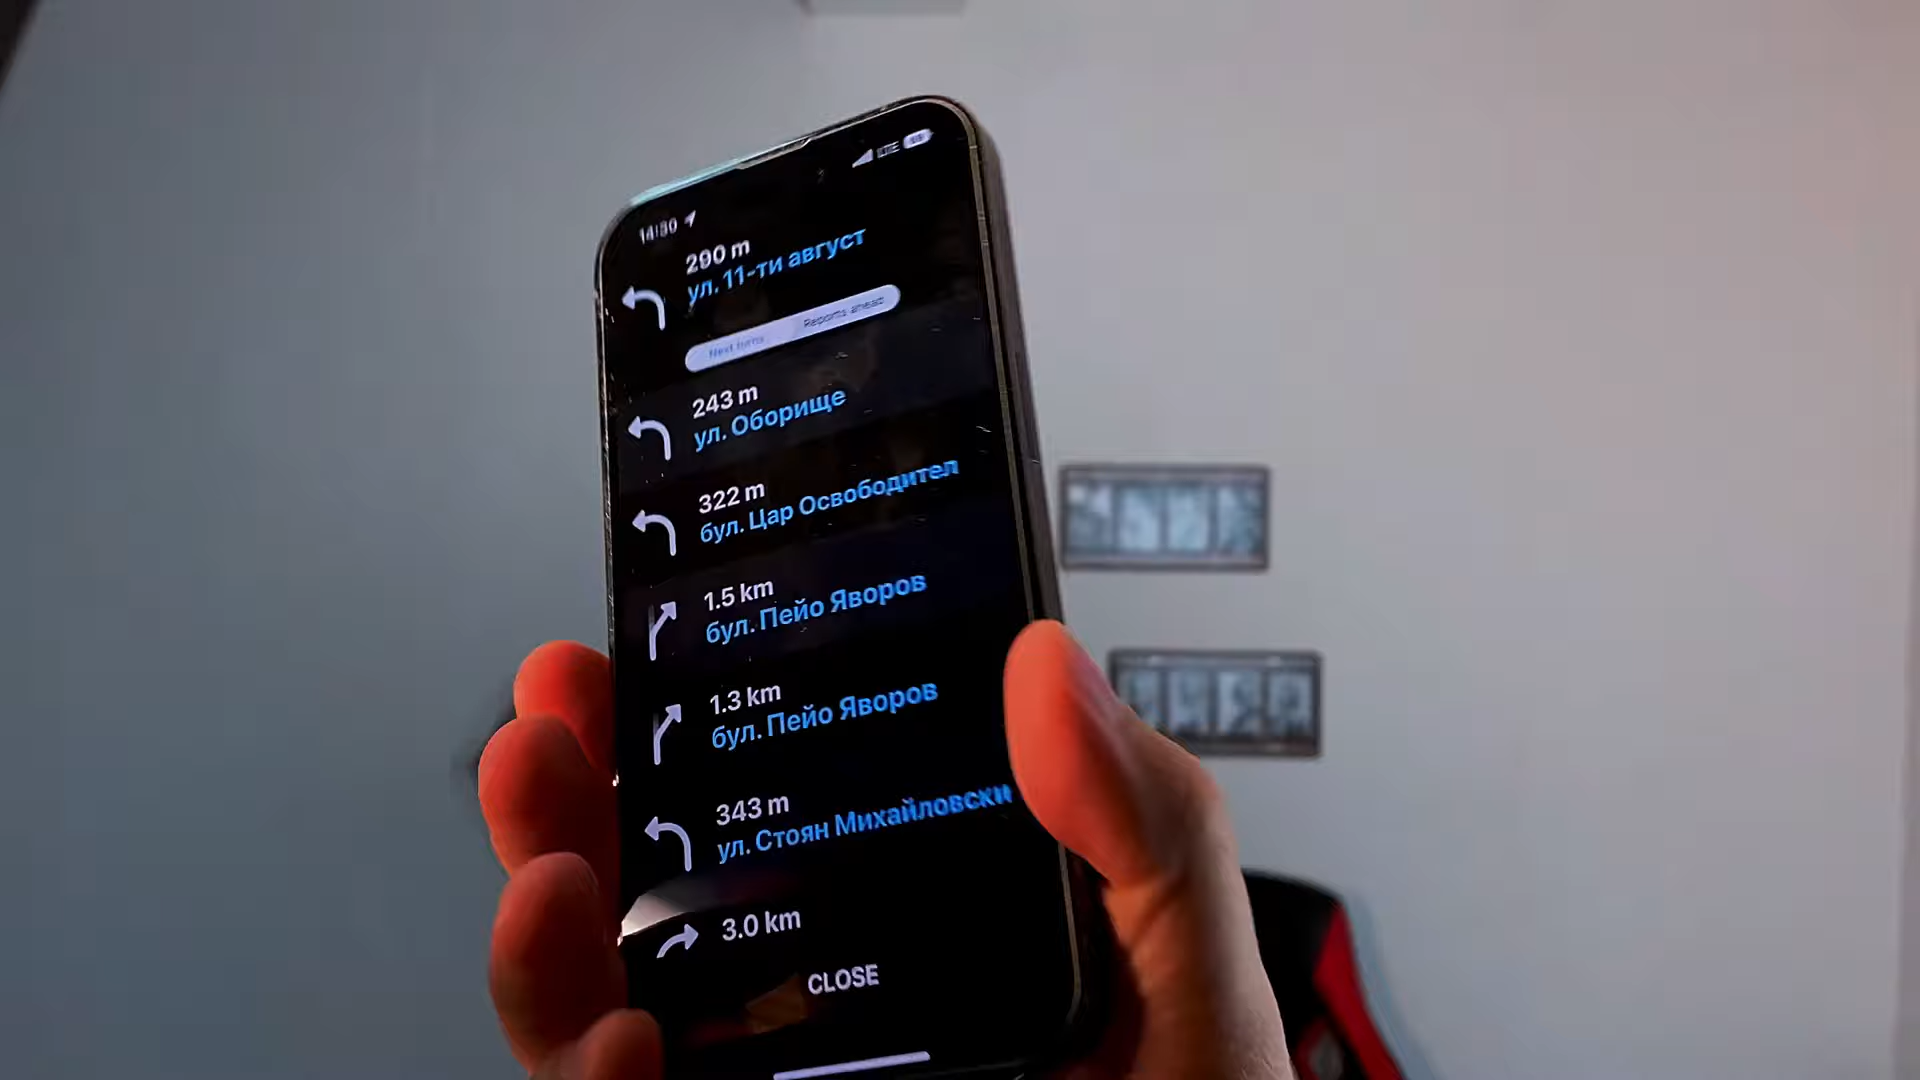 14:30
LTE
290 m
ул. 11-ти август
Next turns
Reports ahead
243 m
ул. Оборище
322 m
бул. Цар Освободител
1.5 km
бул. Пейо Яворов
1.3 km
бул. Пейо Яворов
343 m
ул. Стоян Михайловски
3.0 km
CLOSE